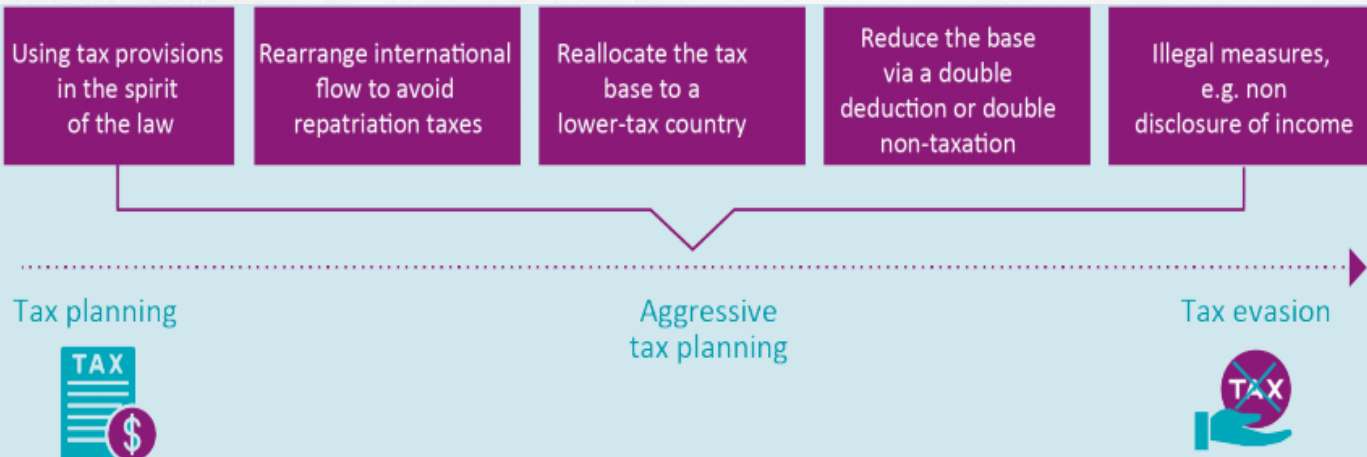 Using tax provisions
in the spirit
of the law
Rearrange international
flow to avoid
repatriation taxes
Reallocate the tax
base to a
lower-tax country
Reduce the base
via a double
deduction or double
non-taxation
Illegal measures,
e.g. non
disclosure of income
Tax planning
Aggressive
tax planning
Tax evasion
TAX
$
TAX